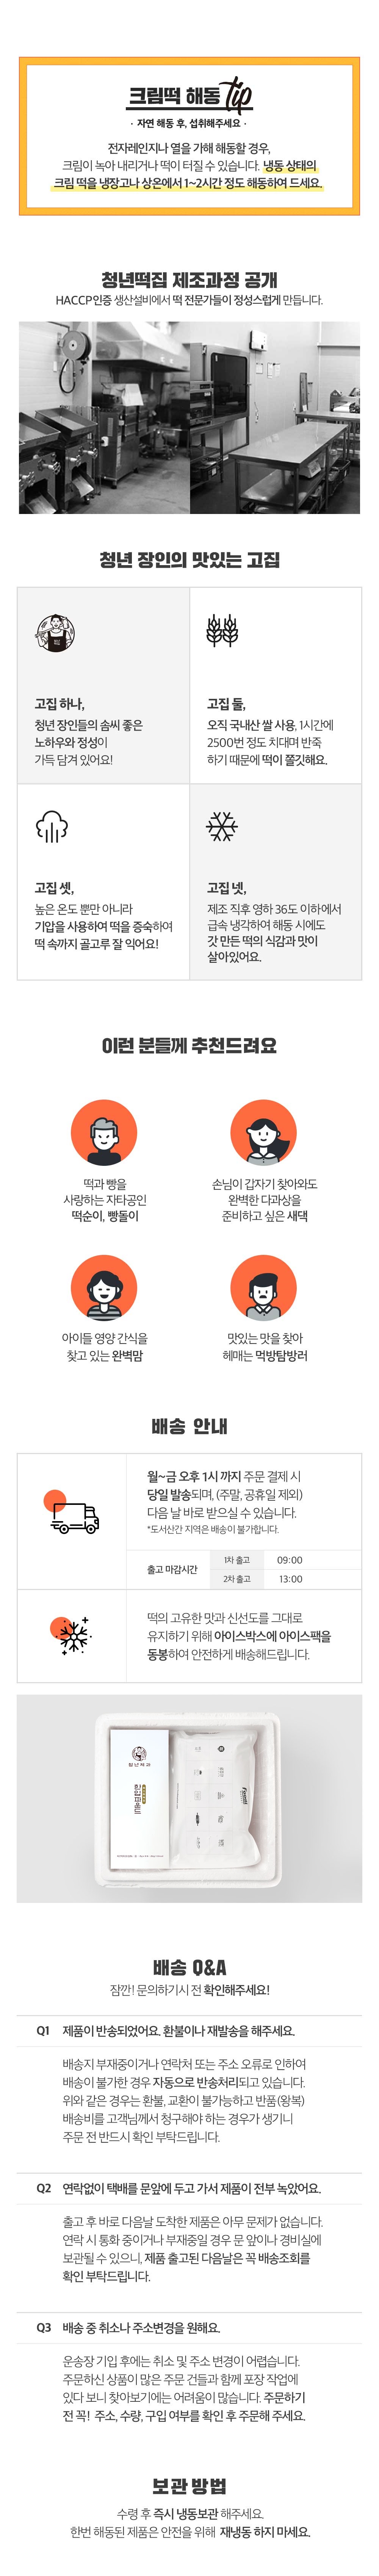 크림떡 해동 tip
· 자연 해동 후, 섭취해주세요 ·
전자레인지나 열을 가해 해동할 경우,
크림이 녹아 내리거나 떡이 터질 수 있습니다. 냉동 상태의
크림 떡을 냉장고나 상온에서 1~2시간 정도 해동하여 드세요.
청년떡집 제조과정 공개
HACCP인증 생산설비에서 떡 전문가들이 정성스럽게 만듭니다.
청년 장인의 맛있는 고집
고집 하나,
청년 장인들의 솜씨 좋은
노하우와 정성이
가득 담겨 있어요!
고집 둘,
오직 국내산 쌀 사용, 1시간에
2500번 정도 치대며 반죽
하기 때문에 떡이 쫄깃해요.
고집 셋,
높은 온도 뿐만 아니라
기압을 사용하여 떡을 증숙하여
떡 속까지 골고루 잘 익어요!
고집 넷,
제조 직후 영하 36도 이하에서
급속 냉각하여 해동 시에도
갓 만든 떡의 식감과 맛이
살아있어요.
이런 분들께 추천드려요
떡과 빵을
사랑하는 자타공인
떡순이, 빵돌이
손님이 갑자기 찾아와도
완벽한 다과상을
준비하고 싶은 새댁
아이들 영양 간식을
찾고 있는 완벽맘
맛있는 맛을 찾아
헤매는 먹방탐방러
배송 안내
월~금 오후 1시 까지 주문 결제 시
당일 발송되며, (주말, 공휴일 제외)
다음 날 바로 받으실 수 있습니다.
*도서산간 지역은 배송이 불가합니다.
출고 마감시간
1차 출고 09:00
2차 출고 13:00
떡의 고유한 맛과 신선도를 그대로
유지하기 위해 아이스박스에 아이스팩을
동봉하여 안전하게 배송해드립니다.
배송 Q&A
잠깐! 문의하기시 전 확인해주세요!
Q1 제품이 반송되었어요. 환불이나 재발송을 해주세요.
배송지 부재중이거나 연락처 또는 주소 오류로 인하여
배송이 불가한 경우 자동으로 반송처리되고 있습니다.
위와 같은 경우는 환불, 교환이 불가능하고 반품(왕복)
배송비를 고객님께서 청구해야 하는 경우가 생기니
주문 전 반드시 확인 부탁드립니다.
Q2 연락없이 택배를 문앞에 두고 가서 제품이 전부 녹았어요.
출고 후 바로 다음날 도착한 제품은 아무 문제가 없습니다.
연락 시 통화 중이거나 부재중일 경우 문 앞이나 경비실에
보관될 수 있으니, 제품 출고된 다음날은 꼭 배송조회를
확인 부탁드립니다.
Q3 배송 중 취소나 주소변경을 원해요.
운송장 기입 후에는 취소 및 주소 변경이 어렵습니다.
주문하신 상품이 많은 주문 건들과 함께 포장 작업에
있다 보니 찾아보기에는 어려움이 많습니다. 주문하기
전 꼭! 주소, 수량, 구입 여부를 확인 후 주문해 주세요.
보관 방법
수령 후 즉시 냉동보관 해주세요.
한번 해동된 제품은 안전을 위해 재냉동 하지 마세요.